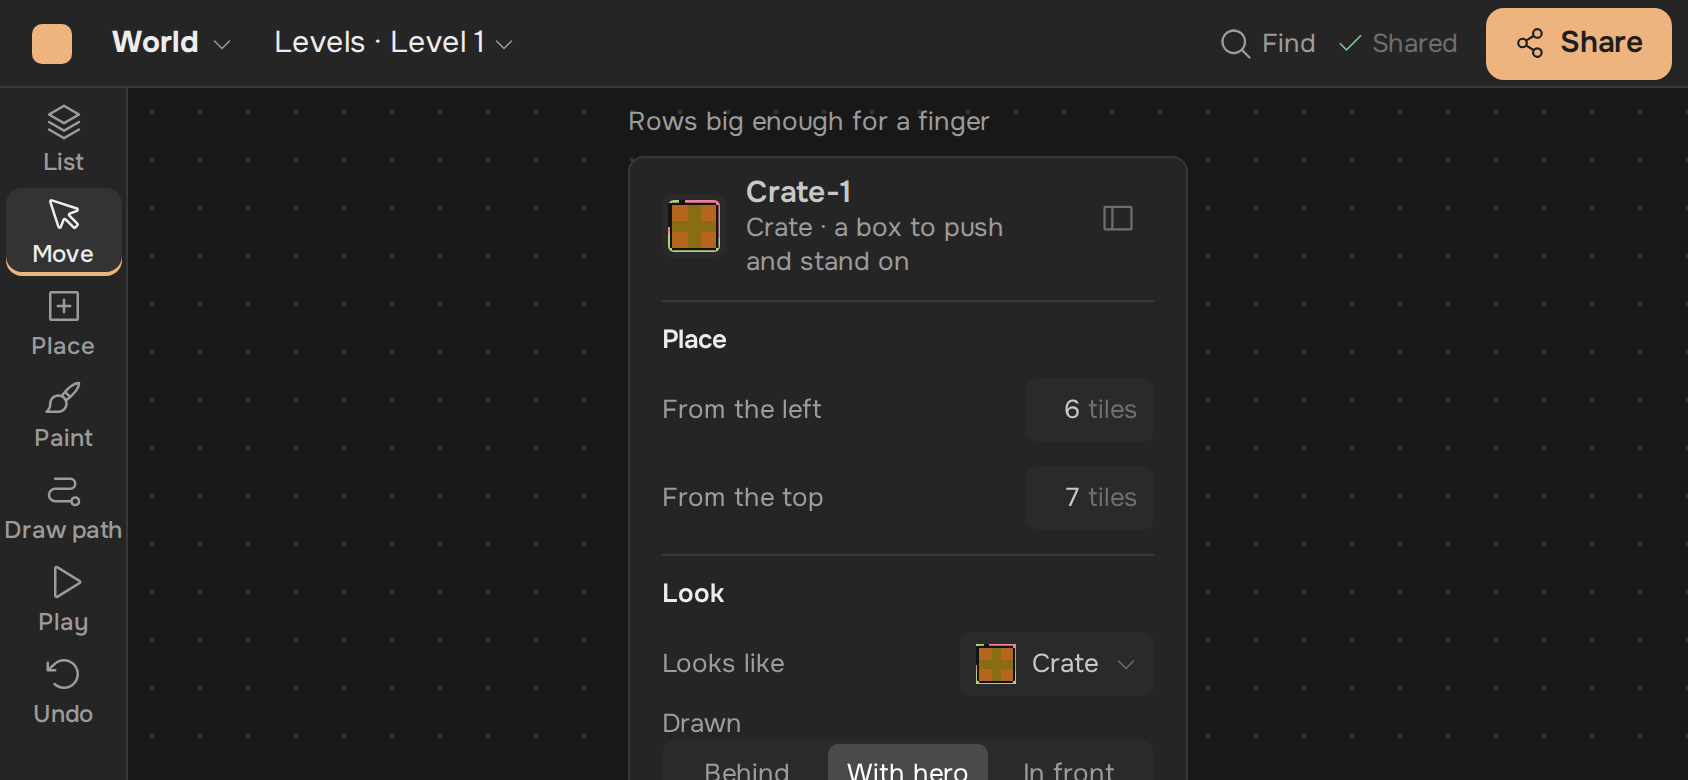 World
Levels · Level 1
Find
Shared
Share
List
Move
Place
Paint
Draw path
Play
Undo
Rows big enough for a finger
Crate-1
Crate · a box to push
and stand on
Place
From the left
6 tiles
From the top
7 tiles
Look
Looks like
Crate
Drawn
Behind
With hero
In front